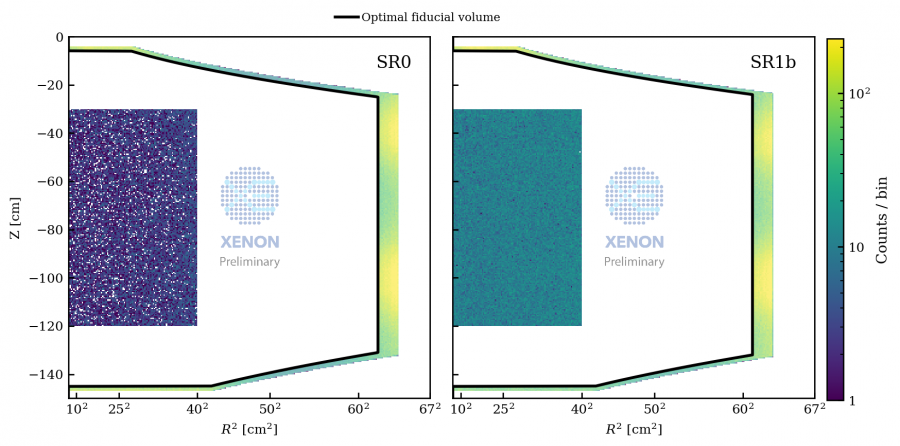 Optimal fiducial volume
SR0
SR1b
0
−20
−40
−60
−80
−100
−120
−140
Z [cm]
XENON
Preliminary
XENON
Preliminary
10² 25² 40² 50² 60² 67²
10² 25² 40² 50² 60² 67²
R² [cm²]
R² [cm²]
10²
10
1
Counts / bin